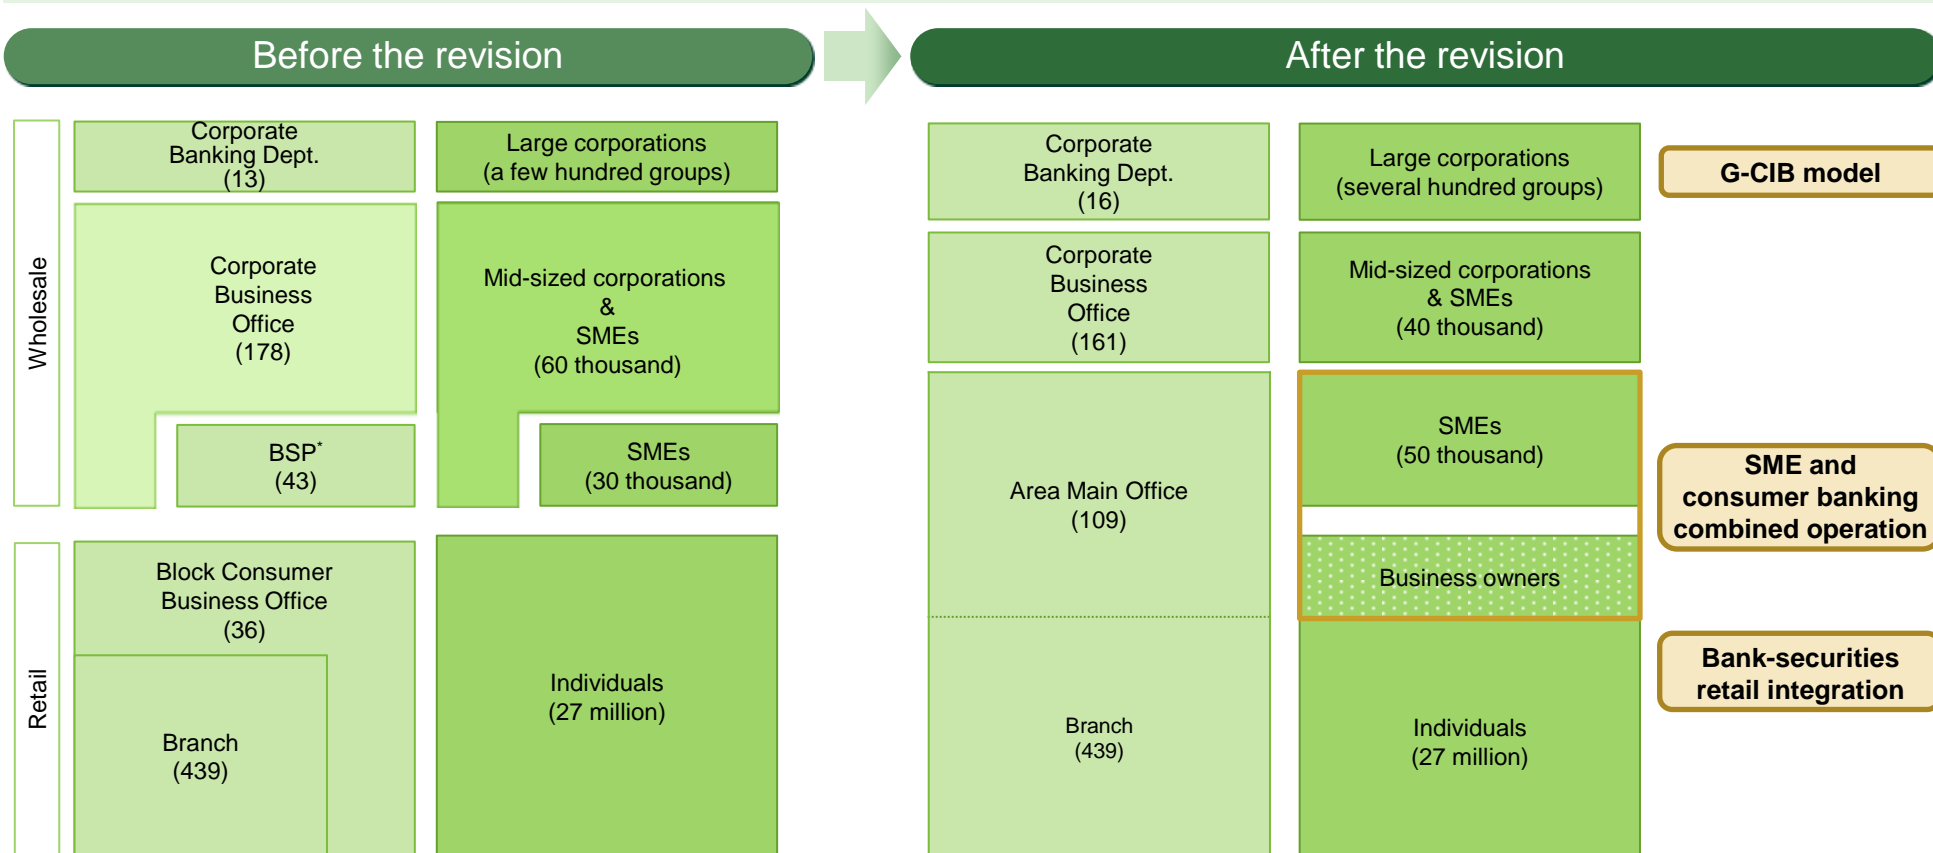 Before the revision
After the revision
Wholesale
Corporate
Banking Dept.
(13)
Large corporations
(a few hundred groups)
Corporate
Business
Office
(178)
Mid-sized corporations
&
SMEs
(60 thousand)
BSP*
(43)
SMEs
(30 thousand)
Retail
Block Consumer
Business Office
(36)
Branch
(439)
Individuals
(27 million)
Corporate
Banking Dept.
(16)
Large corporations
(several hundred groups)
G-CIB model
Corporate
Business
Office
(161)
Mid-sized corporations
& SMEs
(40 thousand)
Area Main Office
(109)
SMEs
(50 thousand)
Business owners
SME and
consumer banking
combined operation
Branch
(439)
Individuals
(27 million)
Bank-securities
retail integration